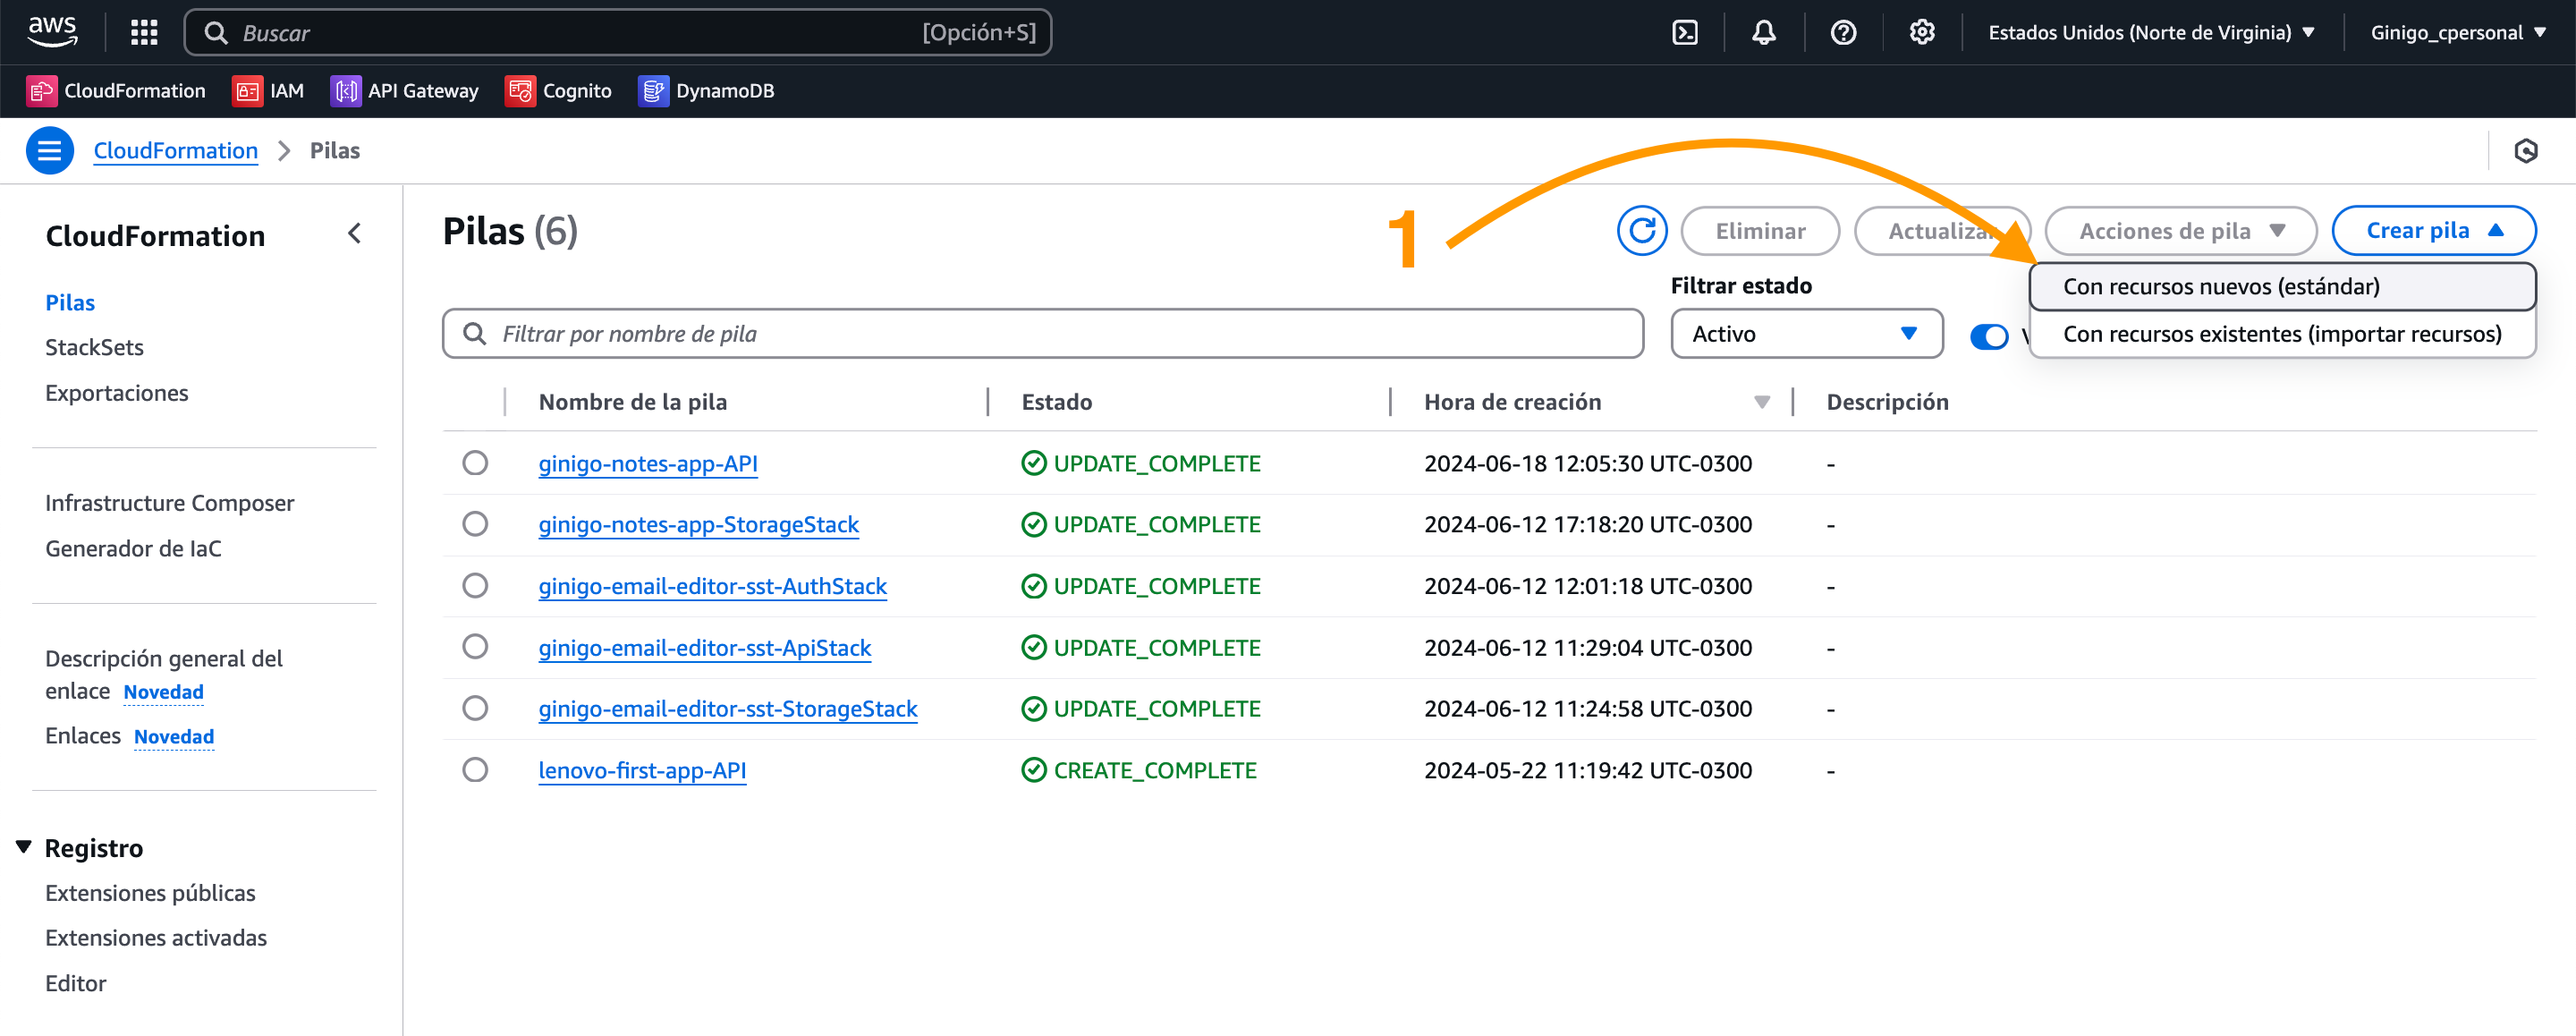 aws
Buscar [Opción+S]
Estados Unidos (Norte de Virginia) ▼
Ginigo_cpersonal ▼
CloudFormation IAM API Gateway Cognito DynamoDB
CloudFormation > Pilas
CloudFormation
Pilas
StackSets
Exportaciones
Infrastructure Composer
Generador de IaC
Descripción general del
enlace Novedad
Enlaces Novedad
Registro
Extensiones públicas
Extensiones activadas
Editor
Pilas (6)
1
Eliminar
Actualizar
Acciones de pila
Crear pila
Con recursos nuevos (estándar)
Con recursos existentes (importar recursos)
Filtrar por nombre de pila
Filtrar estado
Activo
Nombre de la pila Estado Hora de creación Descripción
ginigo-notes-app-API UPDATE_COMPLETE 2024-06-18 12:05:30 UTC-0300 -
ginigo-notes-app-StorageStack UPDATE_COMPLETE 2024-06-12 17:18:20 UTC-0300 -
ginigo-email-editor-sst-AuthStack UPDATE_COMPLETE 2024-06-12 12:01:18 UTC-0300 -
ginigo-email-editor-sst-ApiStack UPDATE_COMPLETE 2024-06-12 11:29:04 UTC-0300 -
ginigo-email-editor-sst-StorageStack UPDATE_COMPLETE 2024-06-12 11:24:58 UTC-0300 -
lenovo-first-app-API CREATE_COMPLETE 2024-05-22 11:19:42 UTC-0300 -